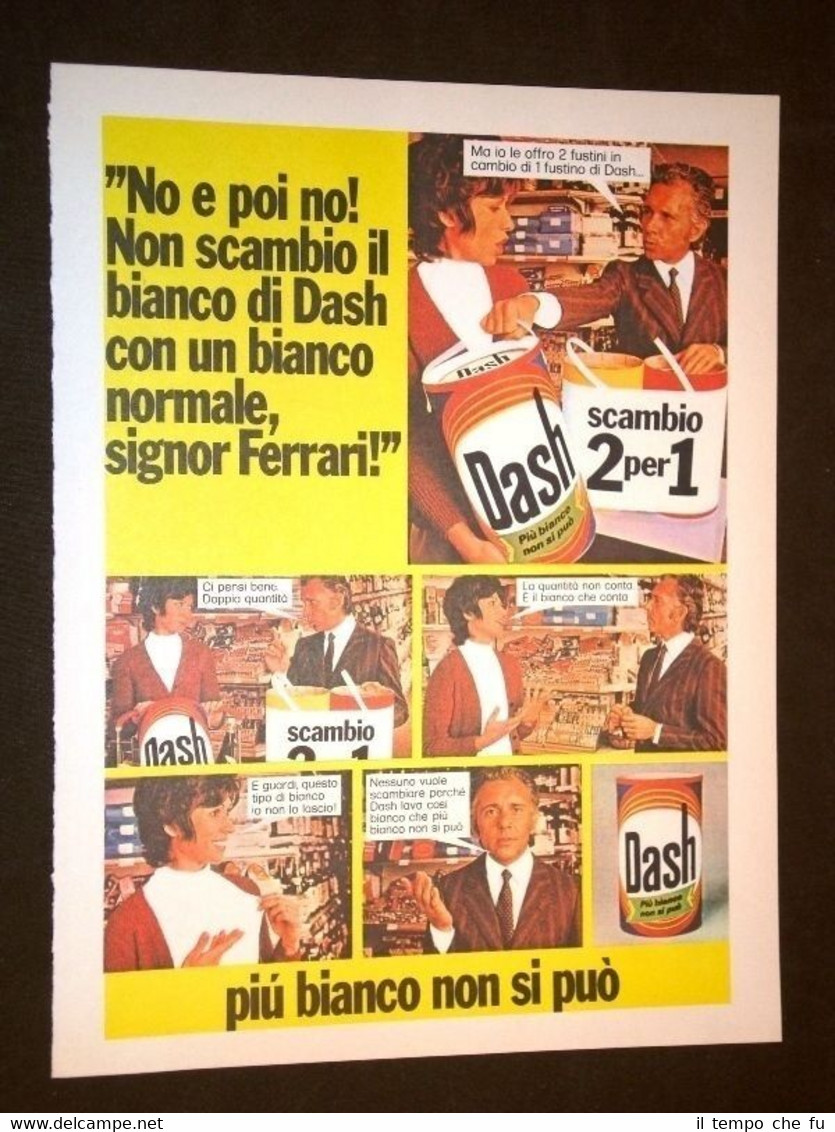 "No e poi no!
Non scambio il
bianco di Dash
con un bianco
normale,
signor Ferrari!"
Ma io le offro 2 fustini in
cambio di 1 fustino di Dash...
Dash
Dash
Più bianco
non si può
scambio
2 per 1
Ci pensi bene.
Doppia quantità
Dash
scambio
2 1
La quantità non conta.
È il bianco che conta
E guardi, questo
tipo di bianco
io non lo lascio!
Nessuno vuole
scambiare perché
Dash lava così
bianco che più
bianco non si può
Dash
Più bianco
non si può
piú bianco non si può
www.delcampe.net
il tempo che fu